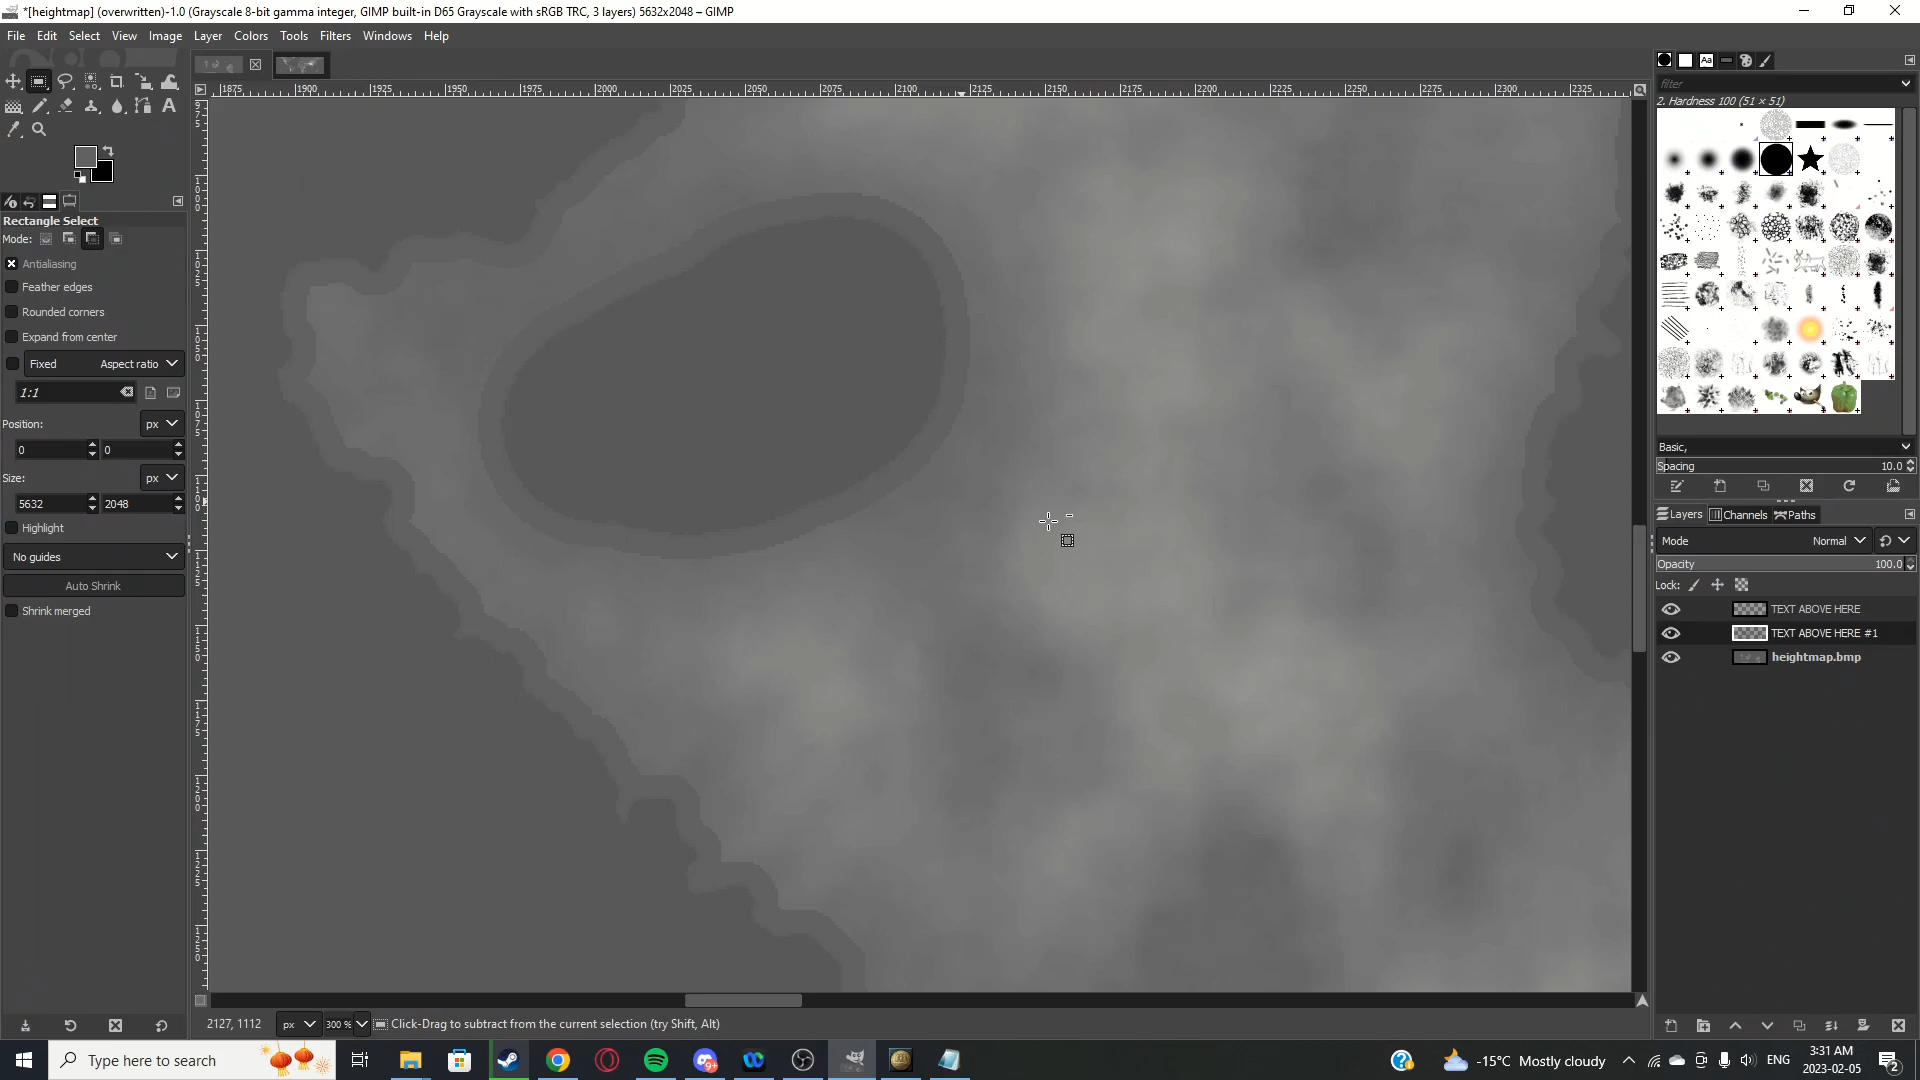 *[heightmap] (overwritten)-1.0 (Grayscale 8-bit gamma integer, GIMP built-in D65 Grayscale with sRGB TRC, 3 layers) 5632x2048 – GIMP
File Edit Select View Image Layer Colors Tools Filters Windows Help
1875 1900 1925 1950 1975 2000 2025 2050 2075 2100 2125 2150 2175 2200 2225 2250 2275 2300 2325
filter
2. Hardness 100 (51 × 51)
Rectangle Select
Mode:
Antialiasing
Feather edges
Rounded corners
Expand from center
Fixed Aspect ratio
1:1
Position: px
0 0
Size: px
5632 2048
Highlight
No guides
Auto Shrink
Shrink merged
Basic,
Spacing 10.0
Layers Channels Paths
Mode Normal
Opacity 100.0
Lock:
TEXT ABOVE HERE
TEXT ABOVE HERE #1
heightmap.bmp
2127, 1112 px 300 % Click-Drag to subtract from the current selection (try Shift, Alt)
Type here to search
-15°C Mostly cloudy ENG
3:31 AM
2023-02-05